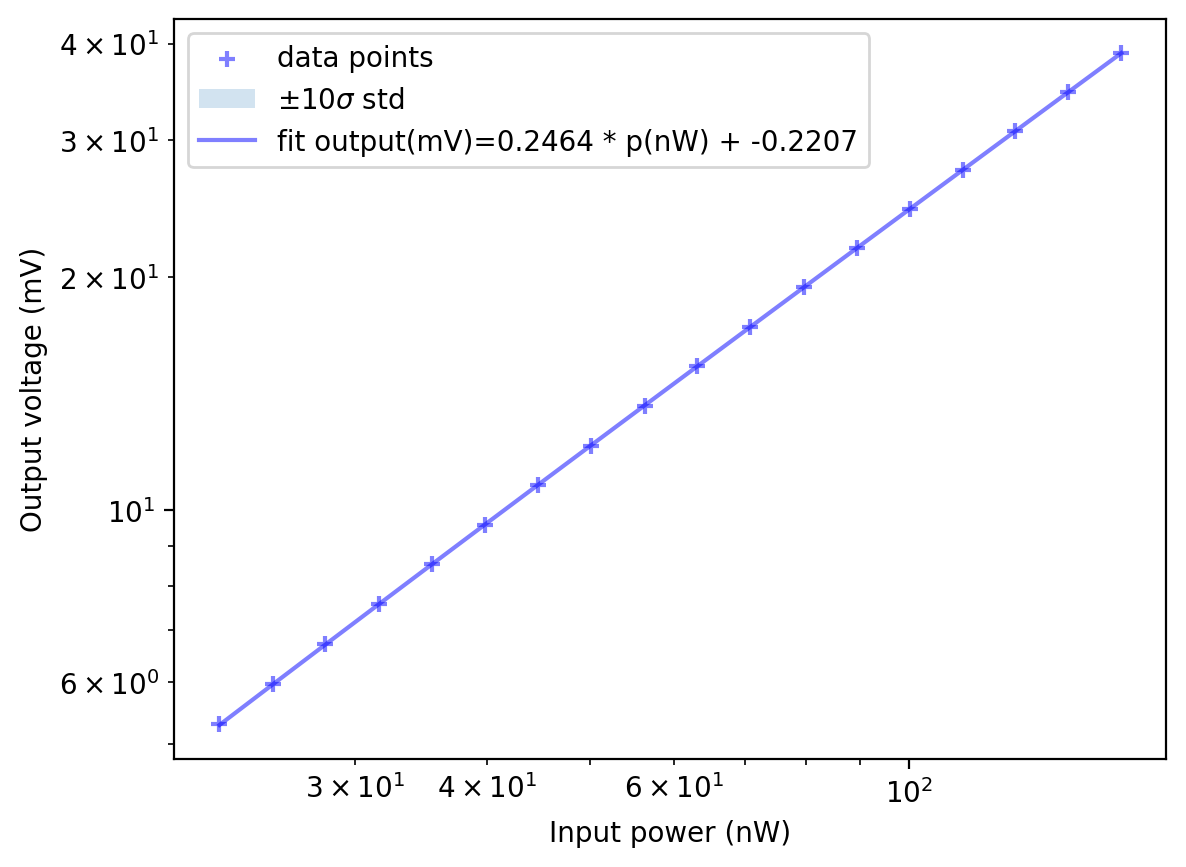 4×10¹
3×10¹
2×10¹
10¹
6×10⁰
Output voltage (mV)
data points
±10σ std
fit output(mV)=0.2464 * p(nW) + -0.2207
3×10¹ 4×10¹ 6×10¹ 10²
Input power (nW)